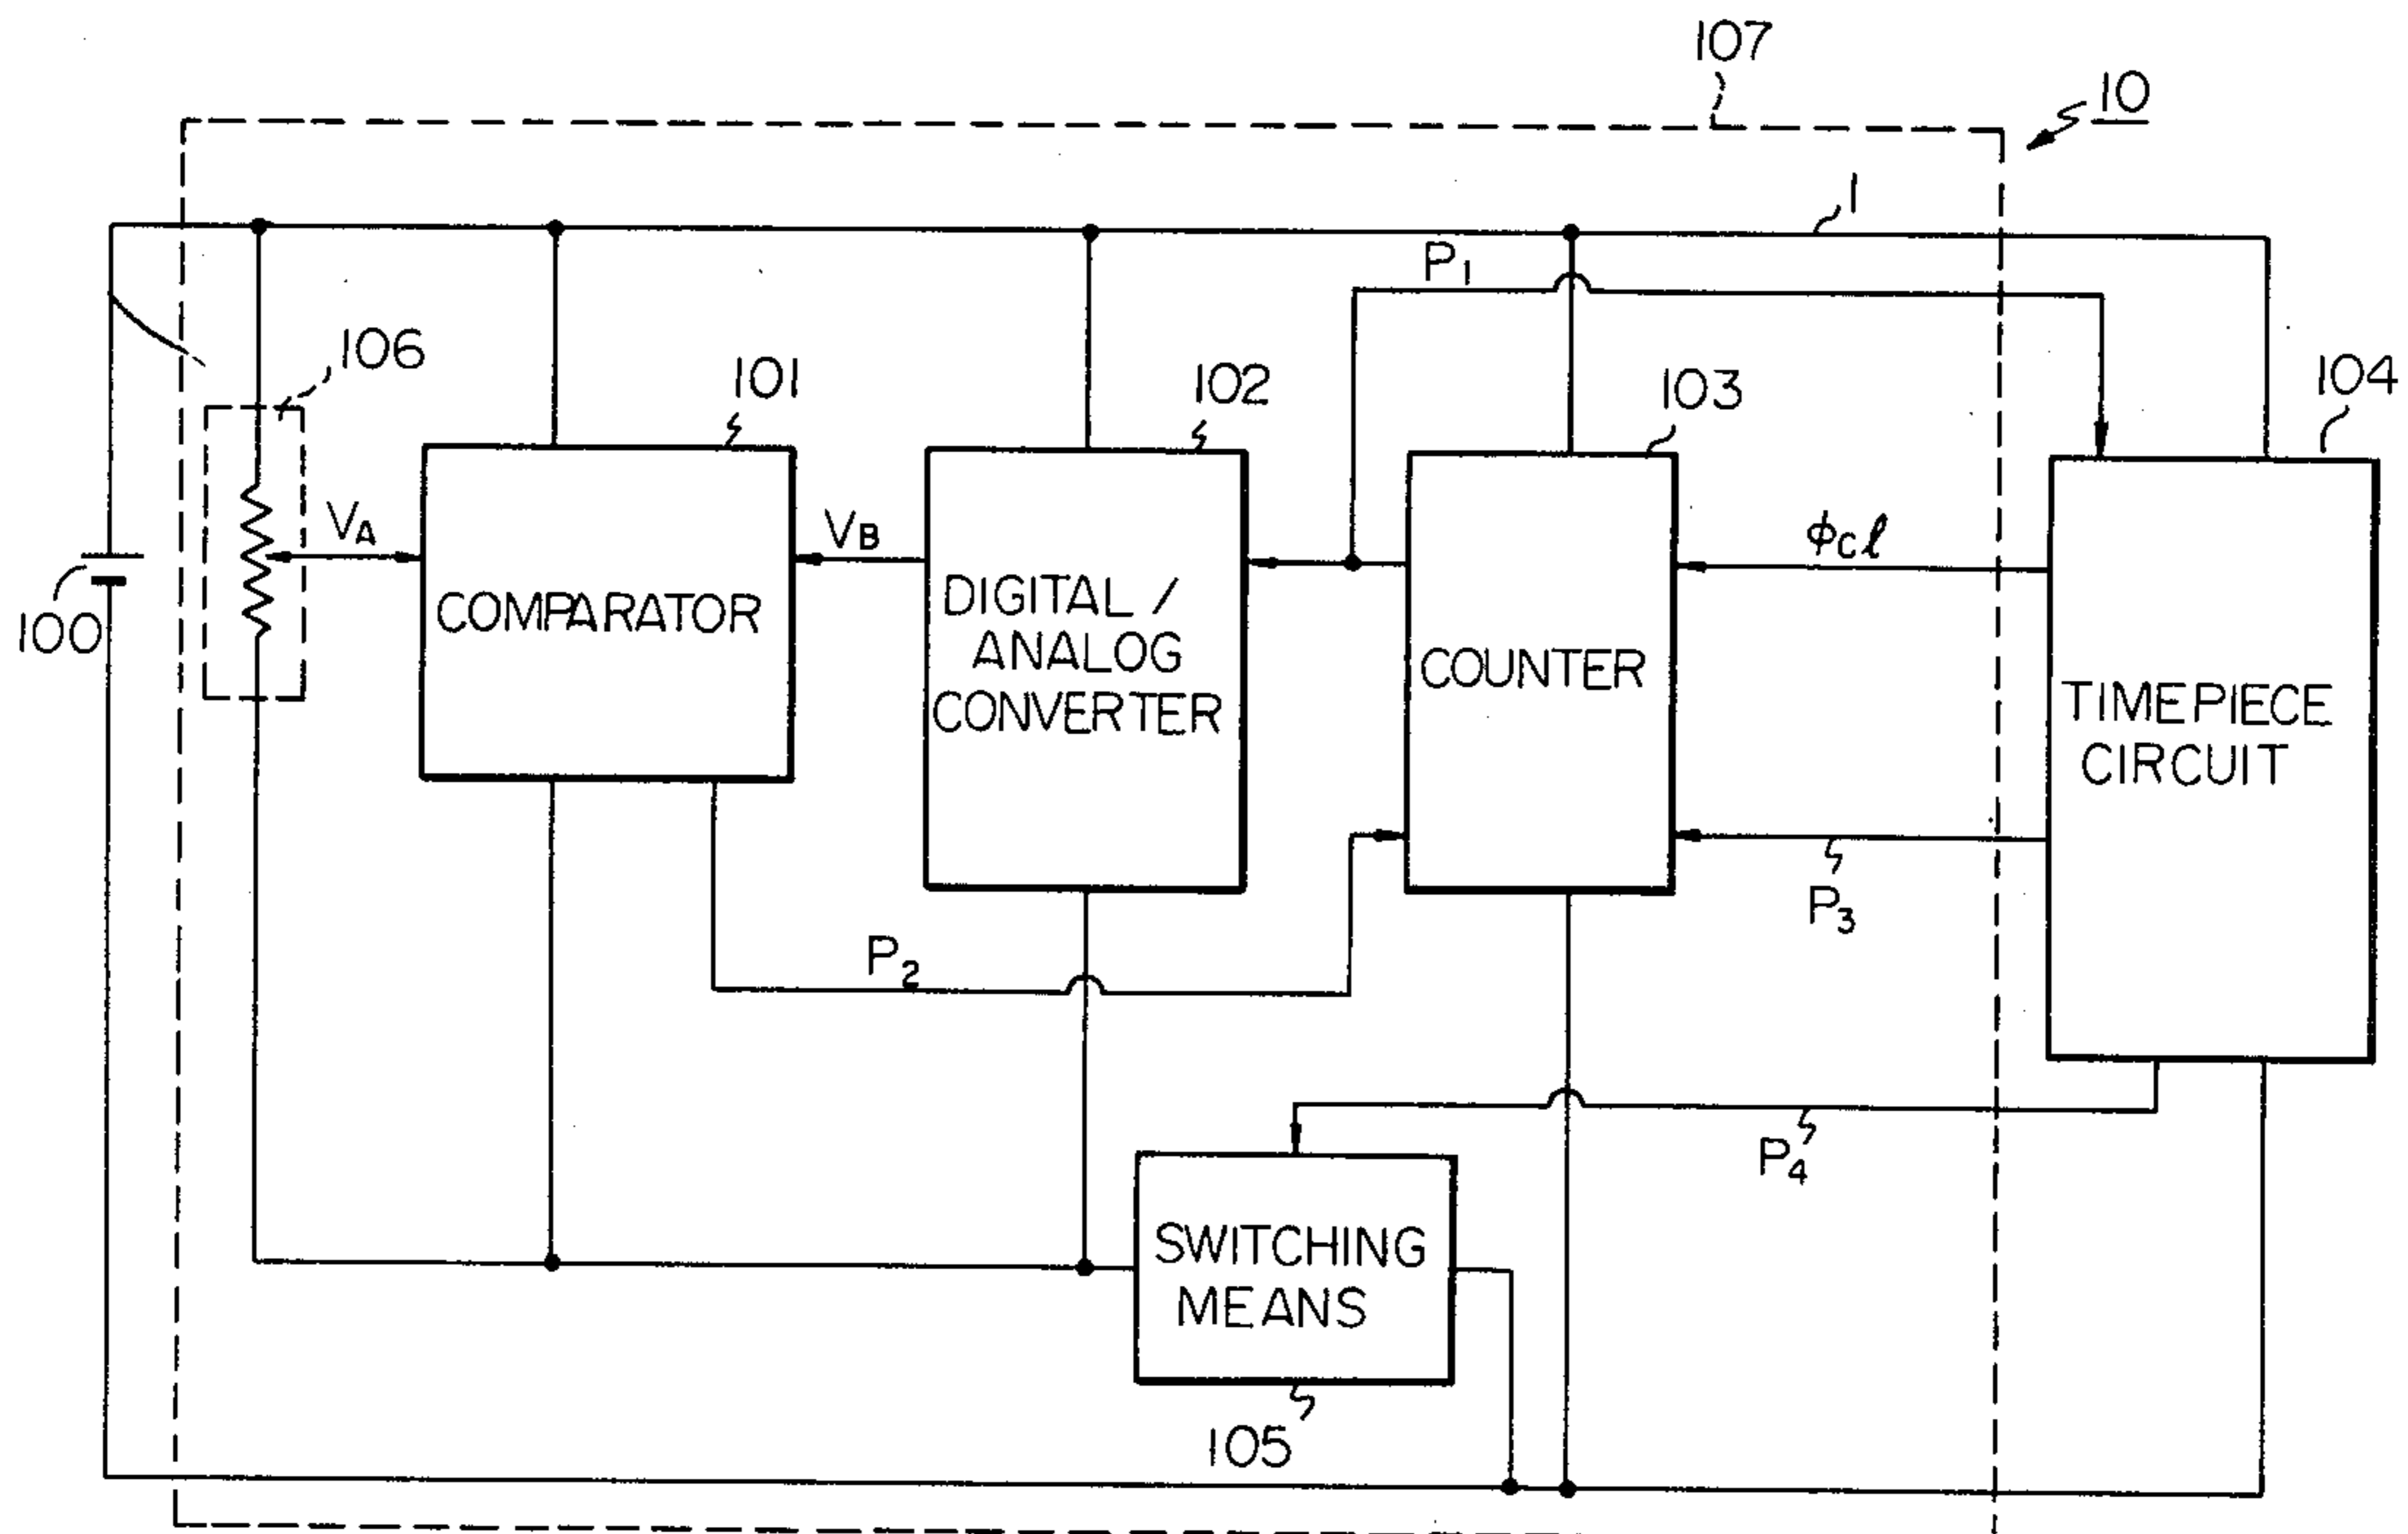 107
10
1
P1
106
101
102
103
104
VA
VB
φcl
100
COMPARATOR
DIGITAL /
ANALOG
CONVERTER
COUNTER
TIMEPIECE
CIRCUIT
P3
P2
P4
SWITCHING
MEANS
105